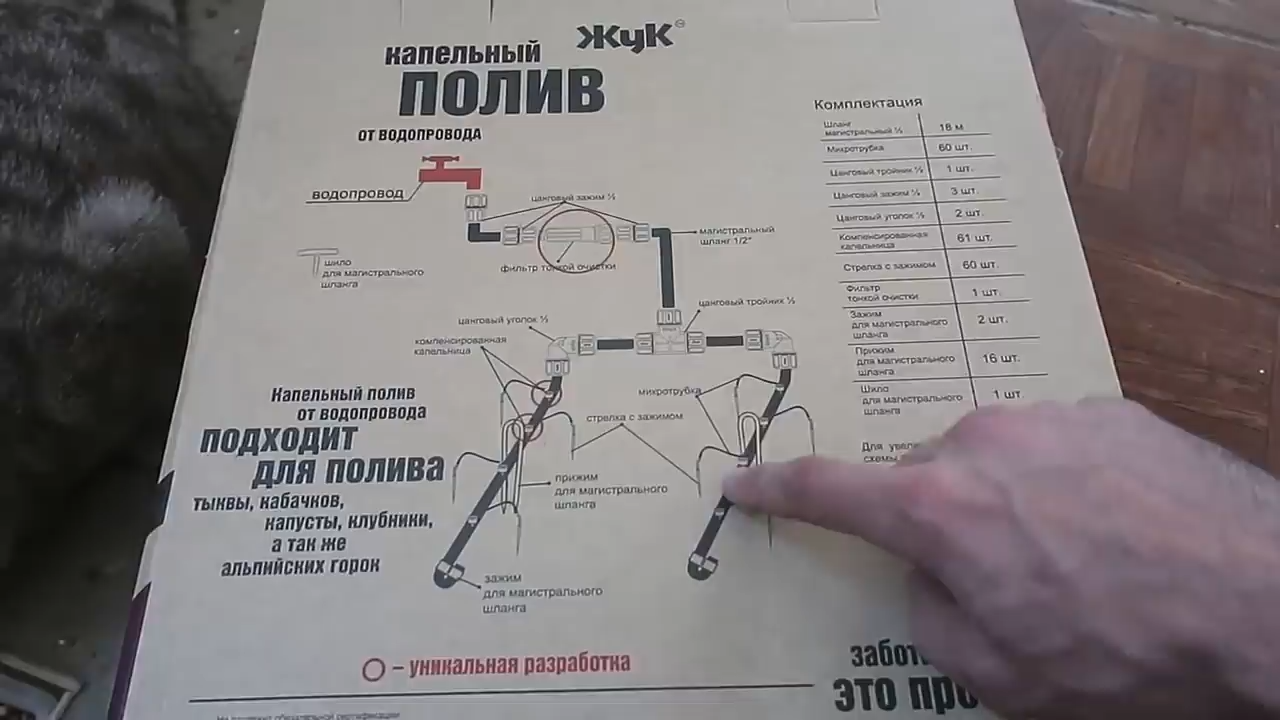 ЖуК
капельный
ПОЛИВ
от водопровода
водопровод
цанговый зажим ½
магистральный
шланг 1/2"
фильтр тонкой очистки
шило
для магистрального
шланга
цанговый тройник ½
цанговый уголок ½
компенсированная
капельница
микротрубка
стрелка с зажимом
прижим
для магистрального
шланга
зажим
для магистрального
шланга
Капельный полив
от водопровода
подходит
для полива
тыквы, кабачков,
капусты, клубники,
а так же
альпийских горок
– уникальная разработка
Комплектация
Шланг
магистральный ½ 18 м
Микротрубка 60 шт.
Цанговый тройник ½ 1 шт.
Цанговый зажим ½ 3 шт.
Цанговый уголок ½ 2 шт.
Компенсированная
капельница 61 шт.
Стрелка с зажимом 60 шт.
Фильтр
тонкой очистки 1 шт.
Зажим
для магистрального
шланга 2 шт.
Прижим
для магистрального
шланга 16 шт.
Шило
для магистрального
шланга 1 шт.
Для
схемы
это